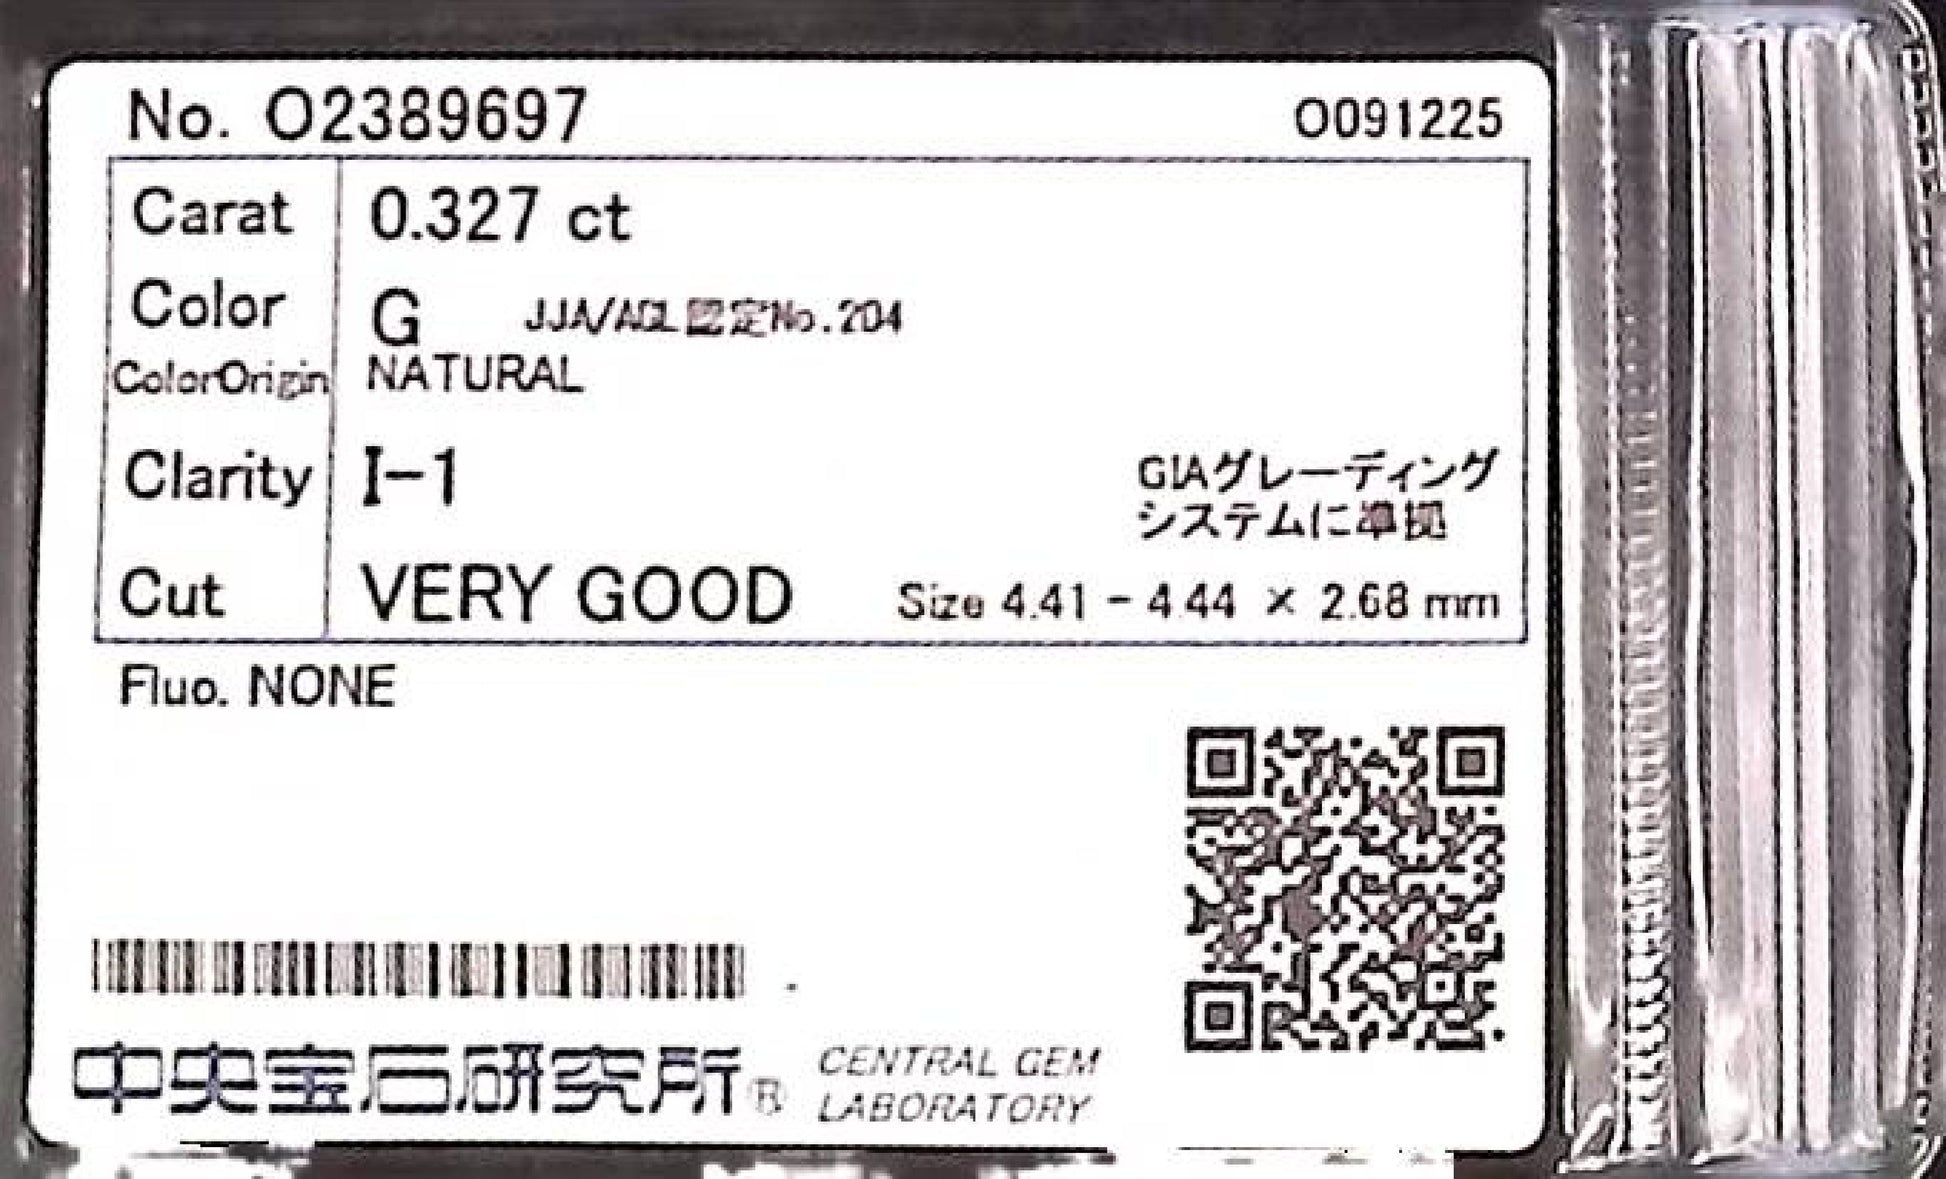 No. O2389697
O091225
Carat 0.327 ct
Color G JJA/AGL認定No.204
ColorOrigin NATURAL
Clarity I-1
GIAグレーディング
システムに準拠
Cut VERY GOOD Size 4.41 - 4.44 × 2.68 mm
Fluo. NONE
中央宝石研究所® CENTRAL GEM
LABORATORY